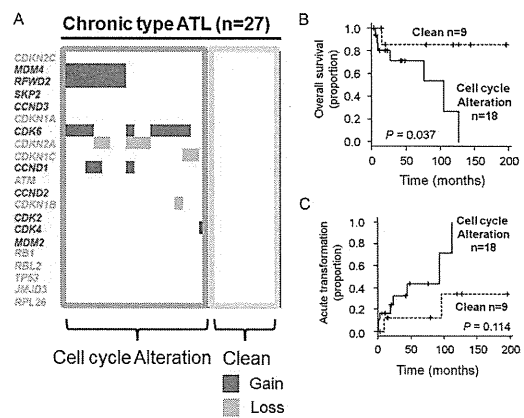 A
Chronic type ATL (n=27)
CDKN2C
MDM4
RFWD2
SKP2
CCND3
CDKN1A
CDK6
CDKN2A
CDKN1C
CCND1
ATM
CCND2
CDKN1B
CDK2
CDK4
MDM2
RB1
RBL2
TP53
JMJD3
RPL26
Cell cycle Alteration
Clean
Gain
Loss
B
Overall survival
(proportion)
1.0
0.8
0.6
0.4
0.2
0.0
Clean n=9
Cell cycle
Alteration
n=18
P = 0.037
0 50 100 150 200
Time (months)
C
Acute transformation
(proportion)
1.0
0.8
0.6
0.4
0.2
0.0
Cell cycle
Alteration
n=18
Clean n=9
P = 0.114
0 50 100 150 200
Time (months)